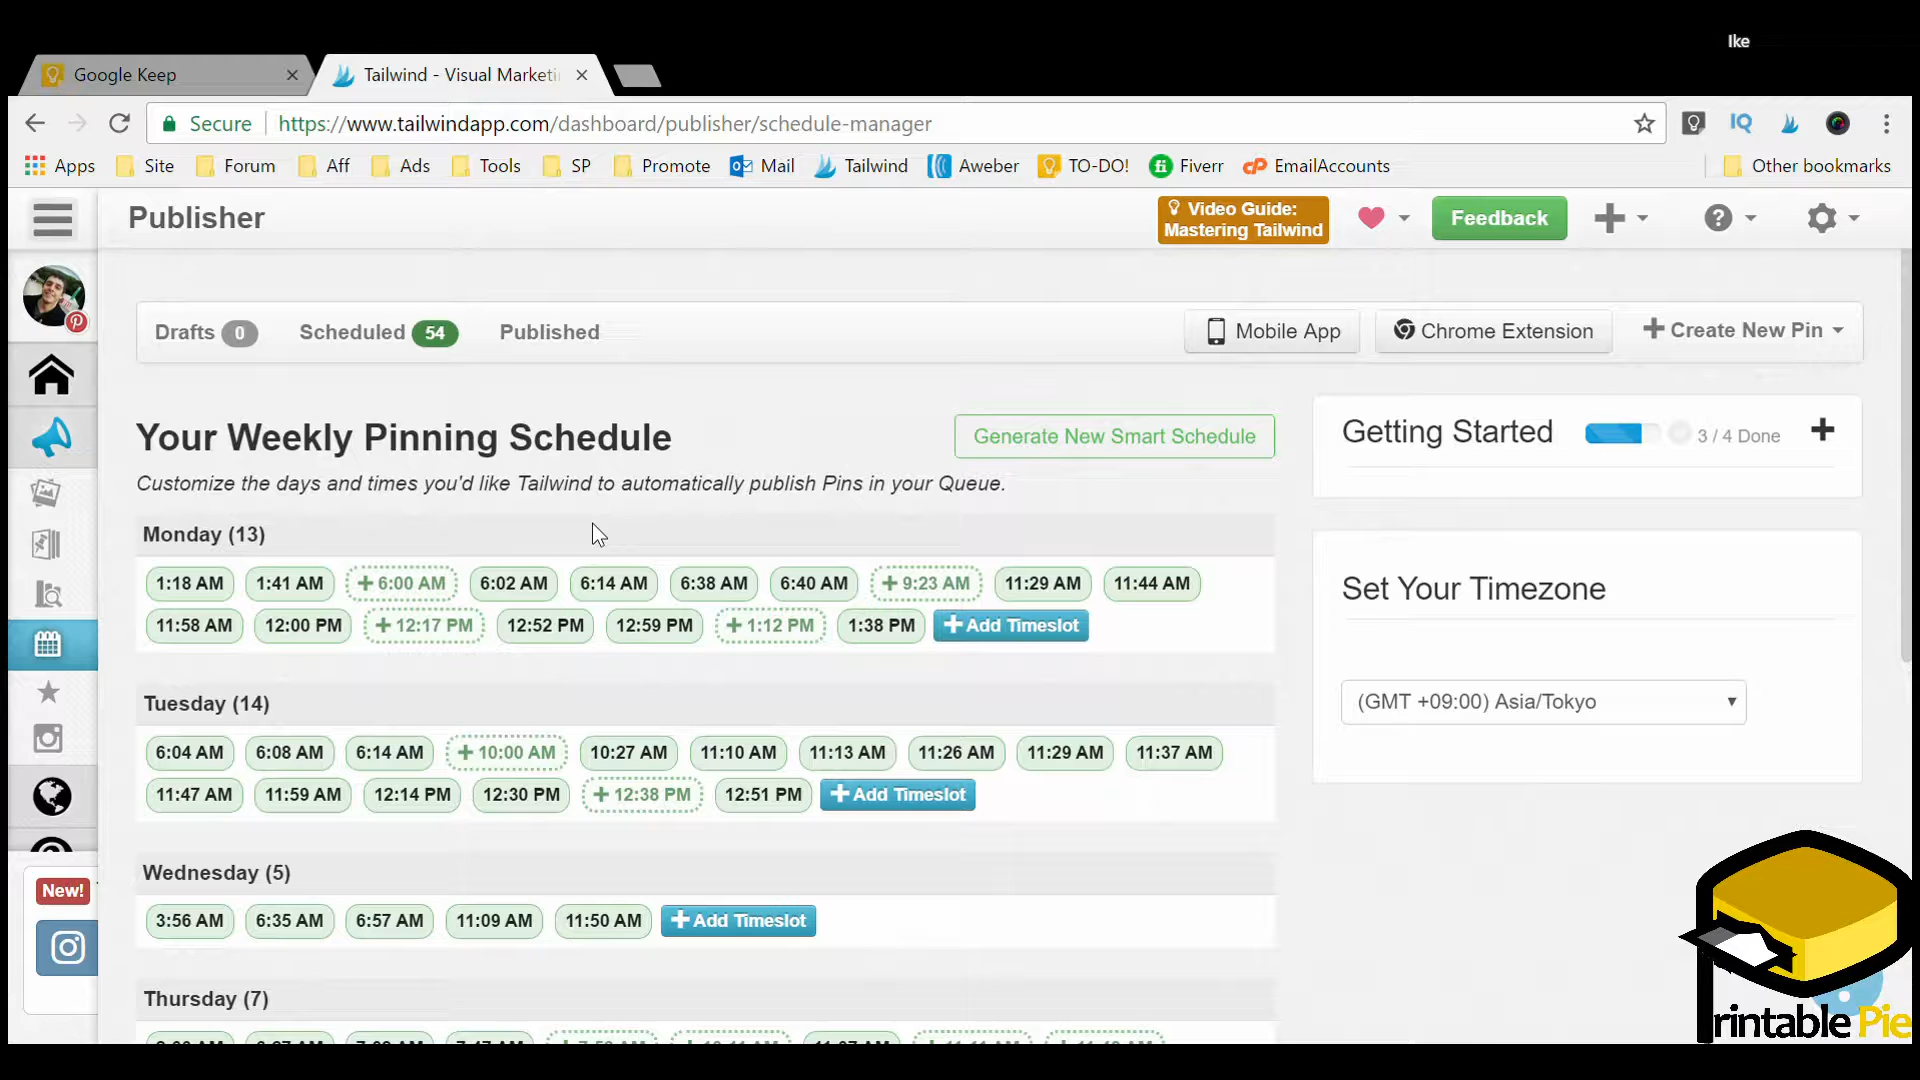 Ike
Google Keep
Tailwind - Visual Marketi
Secure https://www.tailwindapp.com/dashboard/publisher/schedule-manager
IQ
Apps Site Forum Aff Ads Tools SP Promote Mail Tailwind Aweber TO-DO! Fiverr EmailAccounts Other bookmarks
Publisher
Video Guide:
Mastering Tailwind
Feedback
Drafts 0 Scheduled 54 Published
Mobile App Chrome Extension Create New Pin
Your Weekly Pinning Schedule
Generate New Smart Schedule
Customize the days and times you'd like Tailwind to automatically publish Pins in your Queue.
Getting Started 3 / 4 Done
Monday (13)
1:18 AM 1:41 AM + 6:00 AM 6:02 AM 6:14 AM 6:38 AM 6:40 AM + 9:23 AM 11:29 AM 11:44 AM
11:58 AM 12:00 PM + 12:17 PM 12:52 PM 12:59 PM + 1:12 PM 1:38 PM + Add Timeslot
Set Your Timezone
(GMT +09:00) Asia/Tokyo
Tuesday (14)
6:04 AM 6:08 AM 6:14 AM + 10:00 AM 10:27 AM 11:10 AM 11:13 AM 11:26 AM 11:29 AM 11:37 AM
11:47 AM 11:59 AM 12:14 PM 12:30 PM + 12:38 PM 12:51 PM + Add Timeslot
Wednesday (5)
3:56 AM 6:35 AM 6:57 AM 11:09 AM 11:50 AM + Add Timeslot
New!
Thursday (7)
Printable Pie